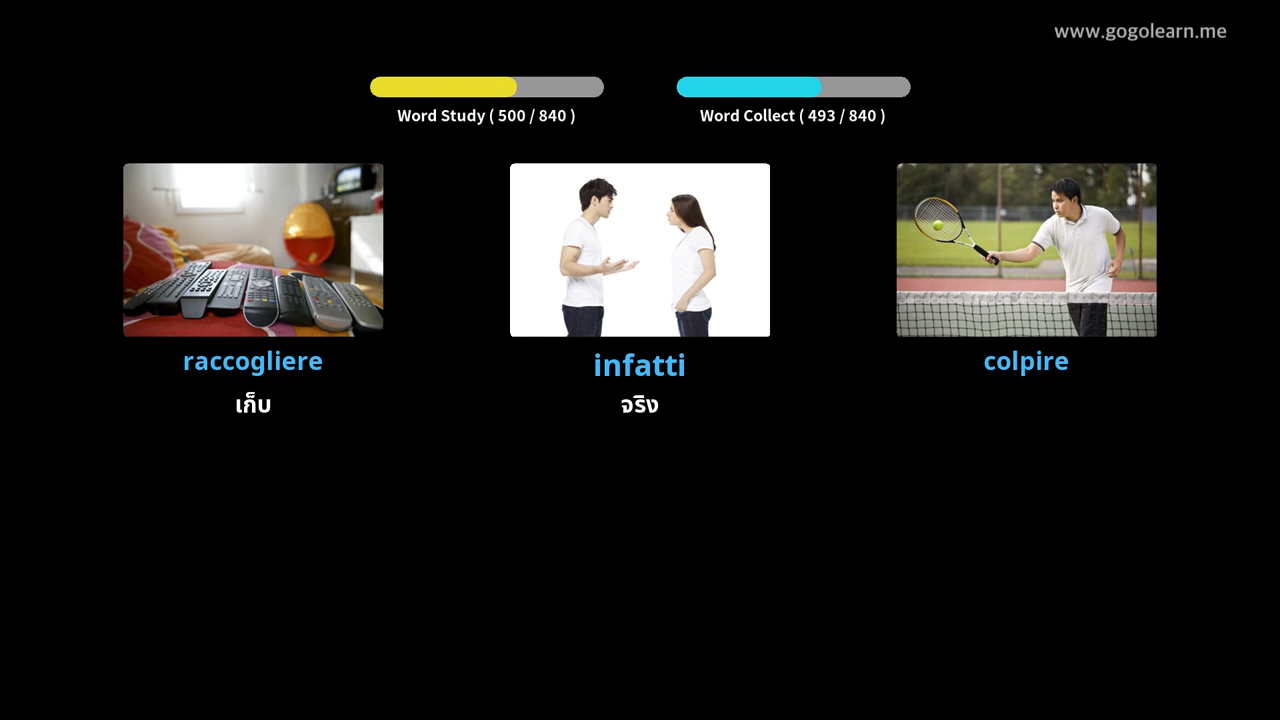 www.gogolearn.me
Word Study ( 500 / 840 )
Word Collect ( 493 / 840 )
raccogliere
infatti
colpire
เก็บ
จริง